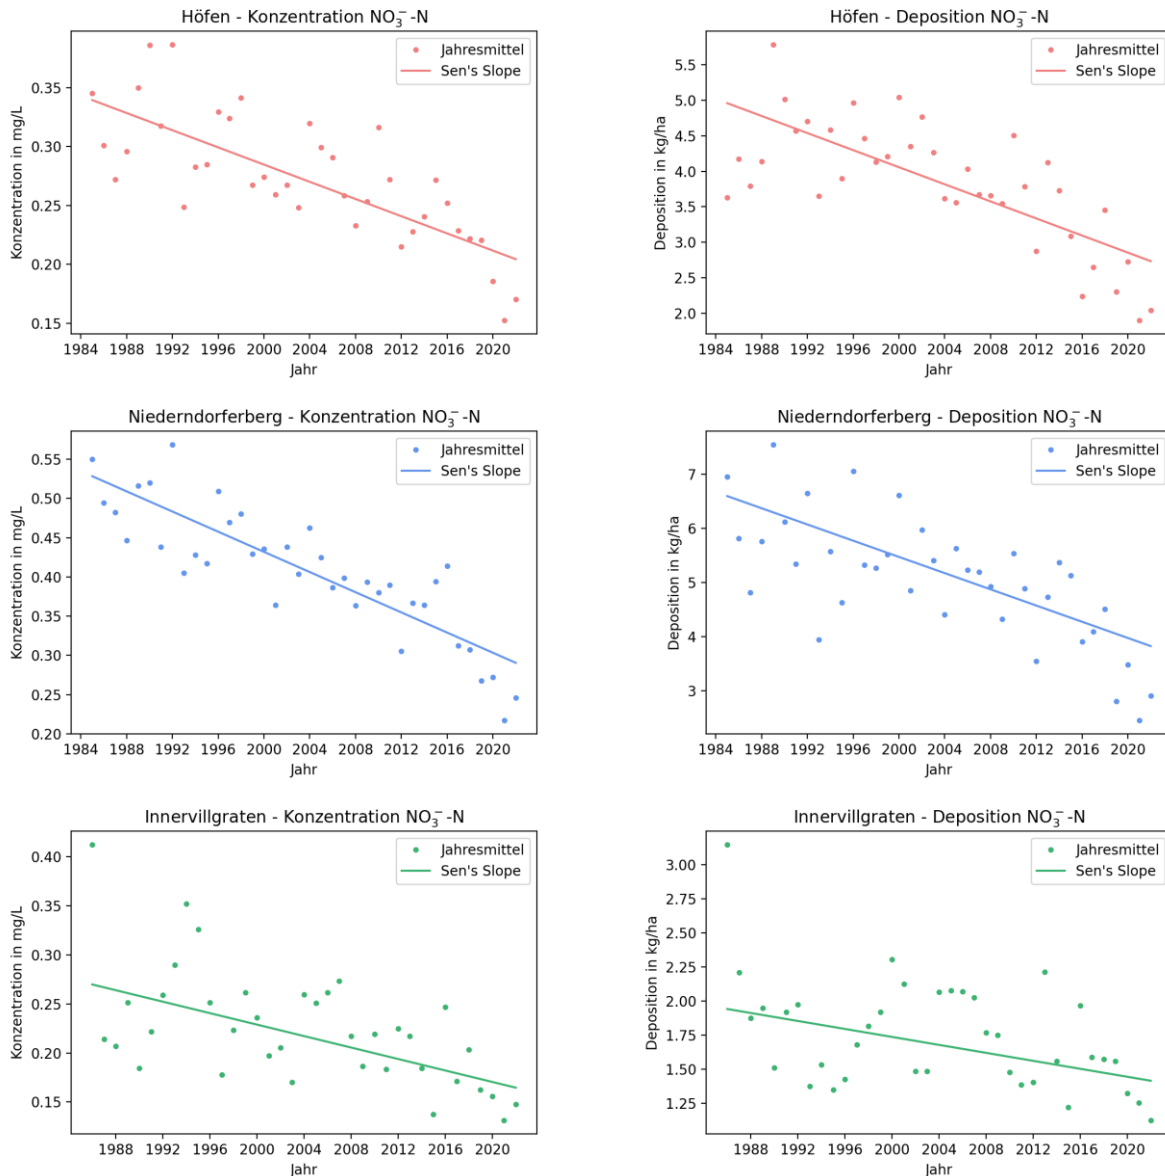 Höfen - Konzentration NO₃⁻-N
Konzentration in mg/L
0.35
0.30
0.25
0.20
0.15
Jahresmittel
Sen's Slope
1984 1988 1992 1996 2000 2004 2008 2012 2016 2020
Jahr
Höfen - Deposition NO₃⁻-N
Deposition in kg/ha
5.5
5.0
4.5
4.0
3.5
3.0
2.5
2.0
Jahresmittel
Sen's Slope
1984 1988 1992 1996 2000 2004 2008 2012 2016 2020
Jahr
Niederndorferberg - Konzentration NO₃⁻-N
Konzentration in mg/L
0.55
0.50
0.45
0.40
0.35
0.30
0.25
0.20
Jahresmittel
Sen's Slope
1984 1988 1992 1996 2000 2004 2008 2012 2016 2020
Jahr
Niederndorferberg - Deposition NO₃⁻-N
Deposition in kg/ha
7
6
5
4
3
Jahresmittel
Sen's Slope
1984 1988 1992 1996 2000 2004 2008 2012 2016 2020
Jahr
Innervillgraten - Konzentration NO₃⁻-N
Konzentration in mg/L
0.40
0.35
0.30
0.25
0.20
0.15
Jahresmittel
Sen's Slope
1988 1992 1996 2000 2004 2008 2012 2016 2020
Jahr
Innervillgraten - Deposition NO₃⁻-N
Deposition in kg/ha
3.00
2.75
2.50
2.25
2.00
1.75
1.50
1.25
Jahresmittel
Sen's Slope
1988 1992 1996 2000 2004 2008 2012 2016 2020
Jahr